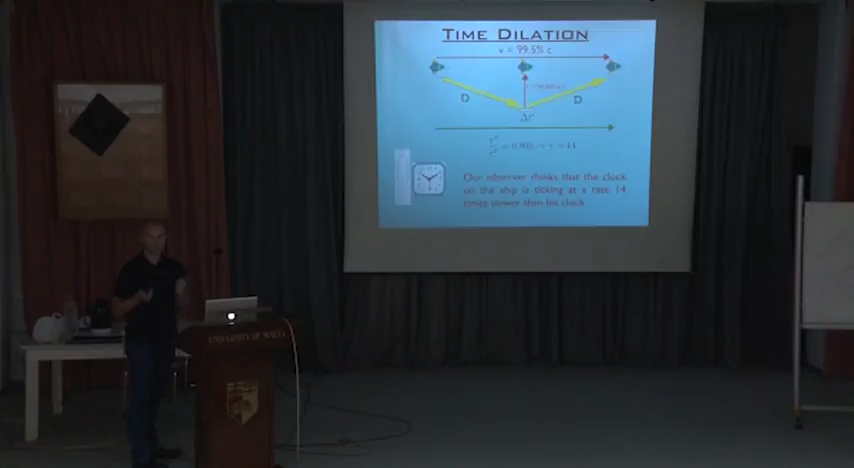 TIME DILATION
v = 99.5% c
D
D
Our observer thinks that the clock
on the ship is ticking at a rate 14
times slower than his clock
UNIVERSITY OF MALTA